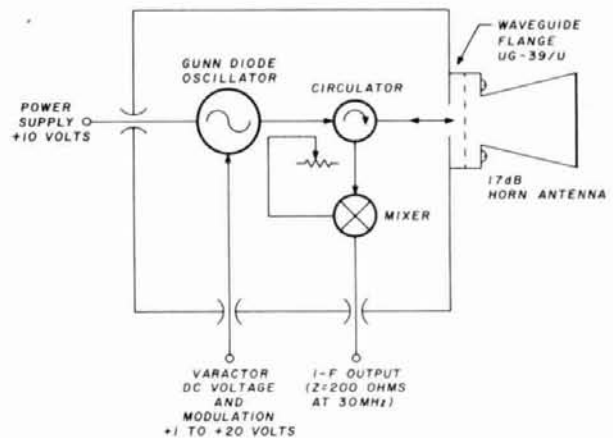 WAVEGUIDE
FLANGE
UG-39/U
GUNN DIODE
OSCILLATOR
CIRCULATOR
POWER
SUPPLY
+10 VOLTS
17dB
HORN ANTENNA
MIXER
VARACTOR
DC VOLTAGE
AND
MODULATION
+1 TO +20 VOLTS
I-F OUTPUT
(Z=200 OHMS
AT 30MHz)